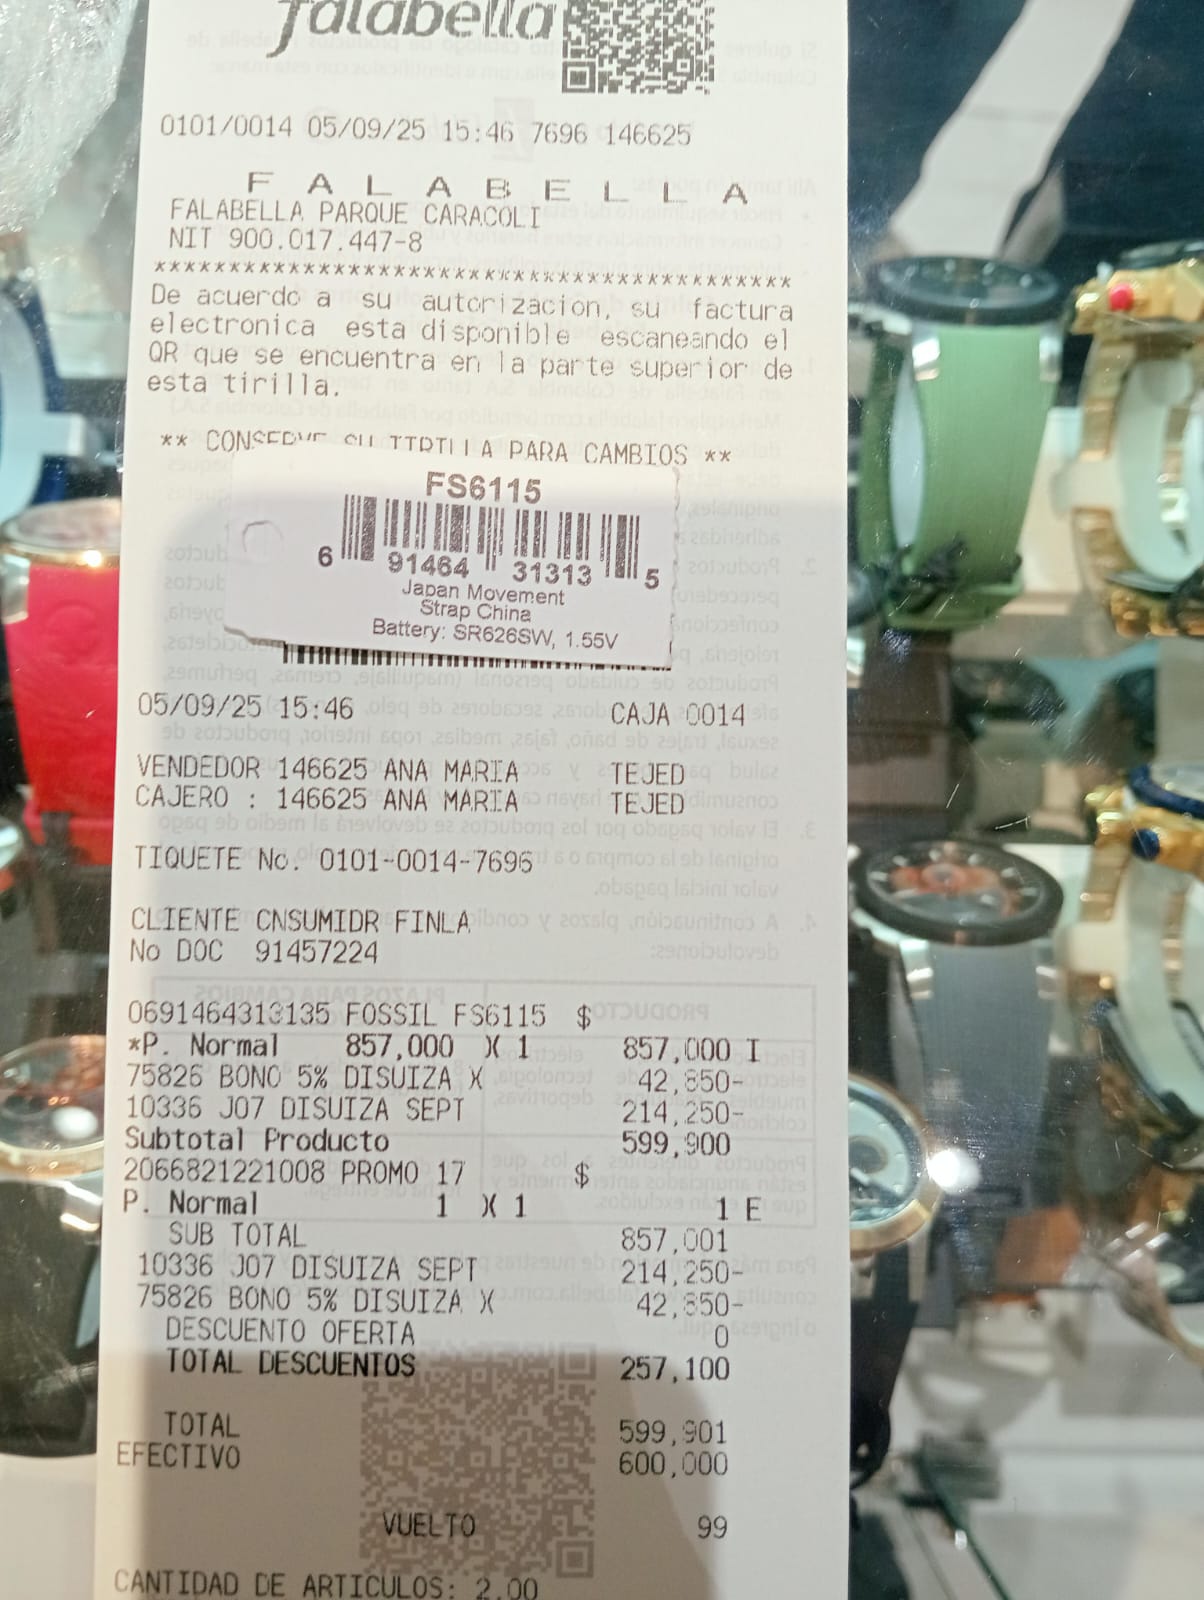 falabella
0101/0014 05/09/25 15:46 7696 146625
F A L A B E L L A
FALABELLA PARQUE CARACOLI
NIT 900.017.447-8
******************************************
De acuerdo a su autorizacion, su factura
electronica esta disponible escaneando el
QR que se encuentra en la parte superior de
esta tirilla.
** CONSERVE SU TIRILLA PARA CAMBIOS **
FS6115
6 91464 31313 5
Japan Movement
Strap China
Battery: SR626SW, 1.55V
05/09/25 15:46 CAJA 0014
VENDEDOR 146625 ANA MARIA TEJED
CAJERO : 146625 ANA MARIA TEJED
TIQUETE No. 0101-0014-7696
CLIENTE CNSUMIDR FINLA
No DOC 91457224
0691464313135 FOSSIL FS6115 $
*P. Normal 857,000 X 1 857,000 I
75826 BONO 5% DISUIZA X 42,850-
10336 J07 DISUIZA SEPT 214,250-
Subtotal Producto 599,900
2066821221008 PROMO 17 $
P. Normal 1 X 1 1 E
SUB TOTAL 857,001
10336 J07 DISUIZA SEPT 214,250-
75826 BONO 5% DISUIZA X 42,850-
DESCUENTO OFERTA 0
TOTAL DESCUENTOS 257,100
TOTAL 599,901
EFECTIVO 600,000
VUELTO 99
CANTIDAD DE ARTICULOS: 2.00